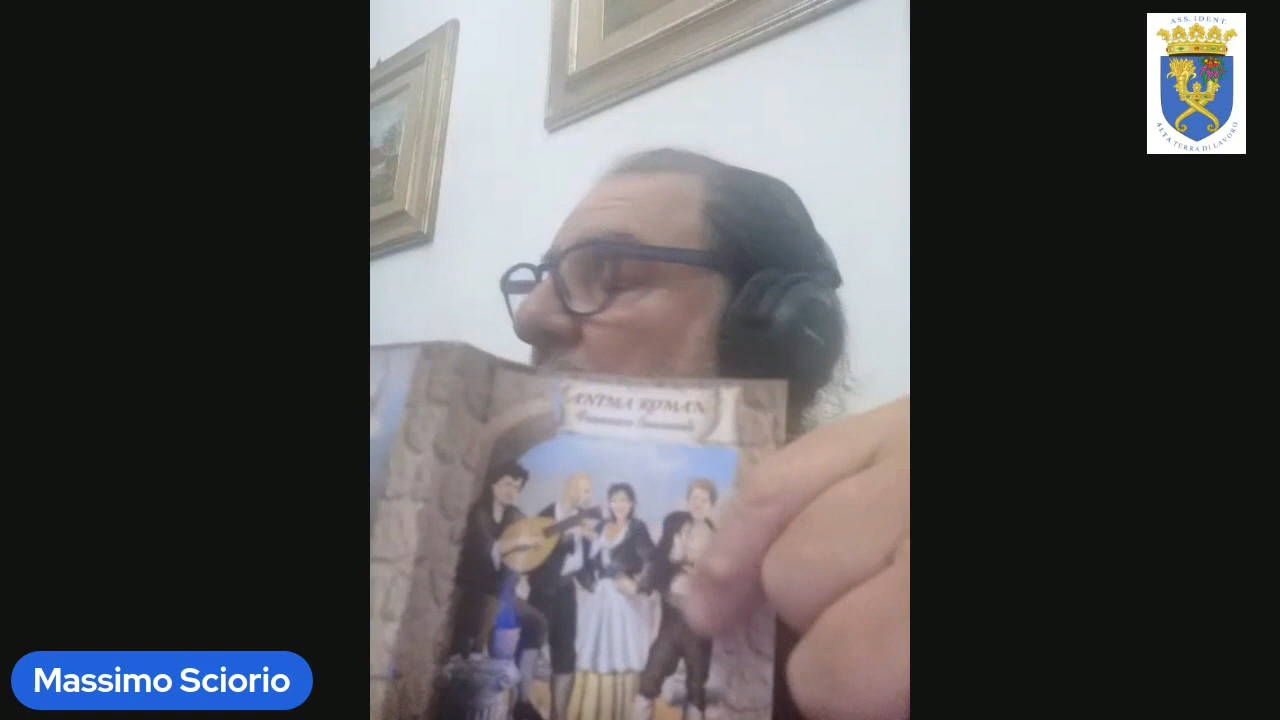 ASS. IDENT.
ALTA TERRA DI LAVORO
ANIMA ROMAN
Massimo Sciorio